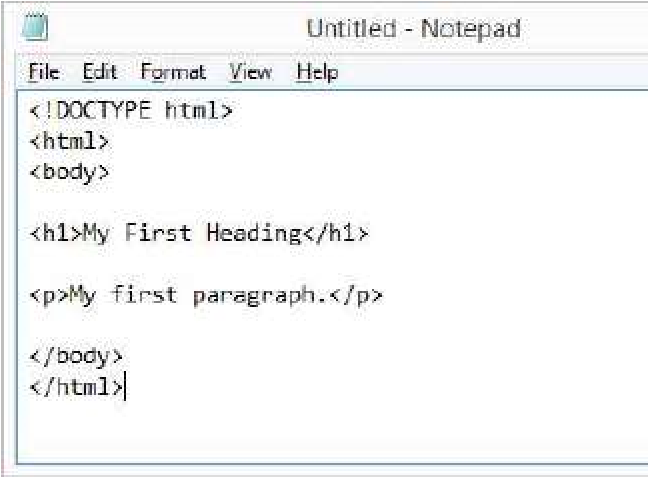 Untitled - Notepad
File Edit Format View Help
<!DOCTYPE html>
<html>
<body>
<h1>My First Heading</h1>
<p>My first paragraph.</p>
</body>
</html>